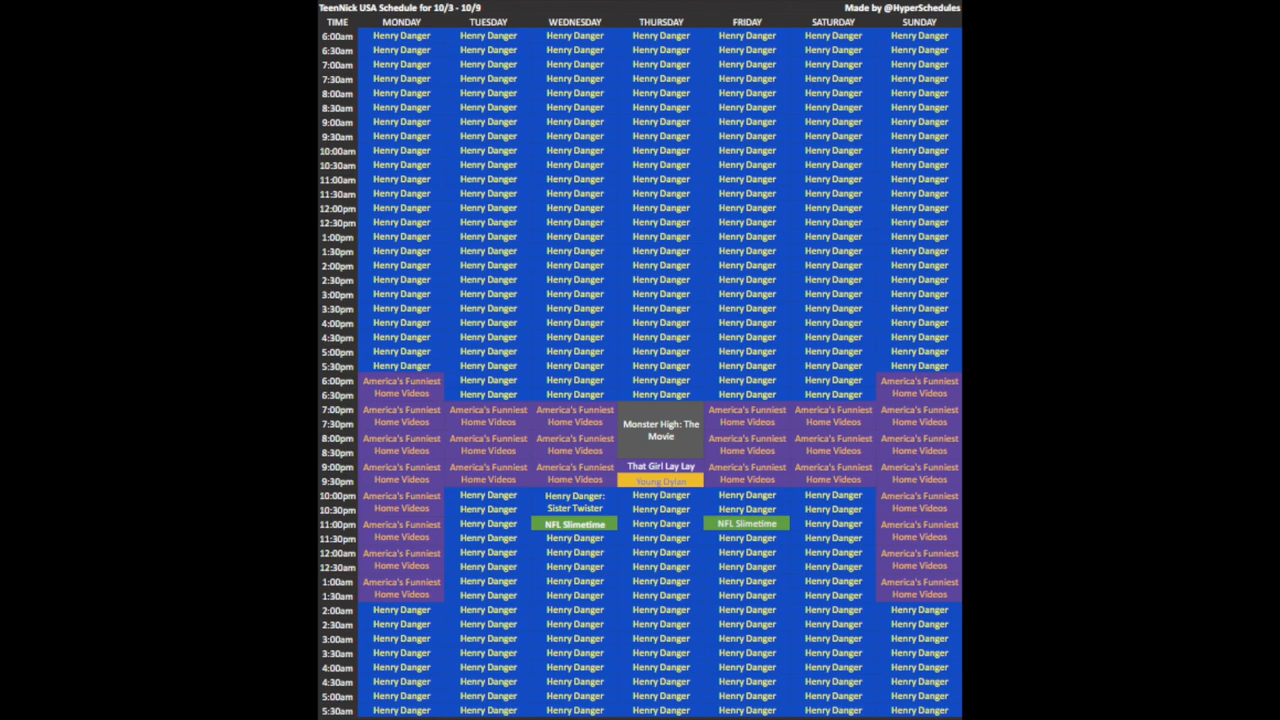 TeenNick USA Schedule for 10/3 - 10/9 Made by @HyperSchedules
TIME MONDAY TUESDAY WEDNESDAY THURSDAY FRIDAY SATURDAY SUNDAY
6:00am Henry Danger Henry Danger Henry Danger Henry Danger Henry Danger Henry Danger Henry Danger
6:30am Henry Danger Henry Danger Henry Danger Henry Danger Henry Danger Henry Danger Henry Danger
7:00am Henry Danger Henry Danger Henry Danger Henry Danger Henry Danger Henry Danger Henry Danger
7:30am Henry Danger Henry Danger Henry Danger Henry Danger Henry Danger Henry Danger Henry Danger
8:00am Henry Danger Henry Danger Henry Danger Henry Danger Henry Danger Henry Danger Henry Danger
8:30am Henry Danger Henry Danger Henry Danger Henry Danger Henry Danger Henry Danger Henry Danger
9:00am Henry Danger Henry Danger Henry Danger Henry Danger Henry Danger Henry Danger Henry Danger
9:30am Henry Danger Henry Danger Henry Danger Henry Danger Henry Danger Henry Danger Henry Danger
10:00am Henry Danger Henry Danger Henry Danger Henry Danger Henry Danger Henry Danger Henry Danger
10:30am Henry Danger Henry Danger Henry Danger Henry Danger Henry Danger Henry Danger Henry Danger
11:00am Henry Danger Henry Danger Henry Danger Henry Danger Henry Danger Henry Danger Henry Danger
11:30am Henry Danger Henry Danger Henry Danger Henry Danger Henry Danger Henry Danger Henry Danger
12:00pm Henry Danger Henry Danger Henry Danger Henry Danger Henry Danger Henry Danger Henry Danger
12:30pm Henry Danger Henry Danger Henry Danger Henry Danger Henry Danger Henry Danger Henry Danger
1:00pm Henry Danger Henry Danger Henry Danger Henry Danger Henry Danger Henry Danger Henry Danger
1:30pm Henry Danger Henry Danger Henry Danger Henry Danger Henry Danger Henry Danger Henry Danger
2:00pm Henry Danger Henry Danger Henry Danger Henry Danger Henry Danger Henry Danger Henry Danger
2:30pm Henry Danger Henry Danger Henry Danger Henry Danger Henry Danger Henry Danger Henry Danger
3:00pm Henry Danger Henry Danger Henry Danger Henry Danger Henry Danger Henry Danger Henry Danger
3:30pm Henry Danger Henry Danger Henry Danger Henry Danger Henry Danger Henry Danger Henry Danger
4:00pm Henry Danger Henry Danger Henry Danger Henry Danger Henry Danger Henry Danger Henry Danger
4:30pm Henry Danger Henry Danger Henry Danger Henry Danger Henry Danger Henry Danger Henry Danger
5:00pm Henry Danger Henry Danger Henry Danger Henry Danger Henry Danger Henry Danger Henry Danger
5:30pm Henry Danger Henry Danger Henry Danger Henry Danger Henry Danger Henry Danger Henry Danger
6:00pm America's Funniest Henry Danger Henry Danger Henry Danger Henry Danger Henry Danger America's Funniest
6:30pm Home Videos Henry Danger Henry Danger Henry Danger Henry Danger Henry Danger Home Videos
7:00pm America's Funniest America's Funniest America's Funniest America's Funniest America's Funniest America's Funniest
7:30pm Home Videos Home Videos Home Videos Monster High: The Home Videos Home Videos Home Videos
8:00pm America's Funniest America's Funniest America's Funniest Movie America's Funniest America's Funniest America's Funniest
8:30pm Home Videos Home Videos Home Videos Home Videos Home Videos Home Videos
9:00pm America's Funniest America's Funniest America's Funniest That Girl Lay Lay America's Funniest America's Funniest America's Funniest
9:30pm Home Videos Home Videos Home Videos Young Dylan Home Videos Home Videos Home Videos
10:00pm America's Funniest Henry Danger Henry Danger: Henry Danger Henry Danger Henry Danger America's Funniest
10:30pm Home Videos Henry Danger Sister Twister Henry Danger Henry Danger Henry Danger Home Videos
11:00pm America's Funniest Henry Danger NFL Slimetime Henry Danger NFL Slimetime Henry Danger America's Funniest
11:30pm Home Videos Henry Danger Henry Danger Henry Danger Henry Danger Henry Danger Home Videos
12:00am America's Funniest Henry Danger Henry Danger Henry Danger Henry Danger Henry Danger America's Funniest
12:30am Home Videos Henry Danger Henry Danger Henry Danger Henry Danger Henry Danger Home Videos
1:00am America's Funniest Henry Danger Henry Danger Henry Danger Henry Danger Henry Danger America's Funniest
1:30am Home Videos Henry Danger Henry Danger Henry Danger Henry Danger Henry Danger Home Videos
2:00am Henry Danger Henry Danger Henry Danger Henry Danger Henry Danger Henry Danger Henry Danger
2:30am Henry Danger Henry Danger Henry Danger Henry Danger Henry Danger Henry Danger Henry Danger
3:00am Henry Danger Henry Danger Henry Danger Henry Danger Henry Danger Henry Danger Henry Danger
3:30am Henry Danger Henry Danger Henry Danger Henry Danger Henry Danger Henry Danger Henry Danger
4:00am Henry Danger Henry Danger Henry Danger Henry Danger Henry Danger Henry Danger Henry Danger
4:30am Henry Danger Henry Danger Henry Danger Henry Danger Henry Danger Henry Danger Henry Danger
5:00am Henry Danger Henry Danger Henry Danger Henry Danger Henry Danger Henry Danger Henry Danger
5:30am Henry Danger Henry Danger Henry Danger Henry Danger Henry Danger Henry Danger Henry Danger